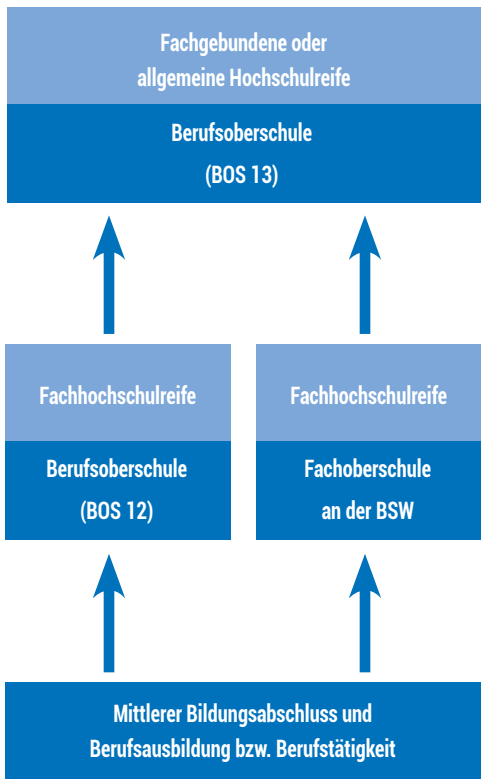 Fachgebundene oder
allgemeine Hochschulreife
Berufsoberschule
(BOS 13)
Fachhochschulreife
Berufsoberschule
(BOS 12)
Fachhochschulreife
Fachoberschule
an der BSW
Mittlerer Bildungsabschluss und
Berufsausbildung bzw. Berufstätigkeit